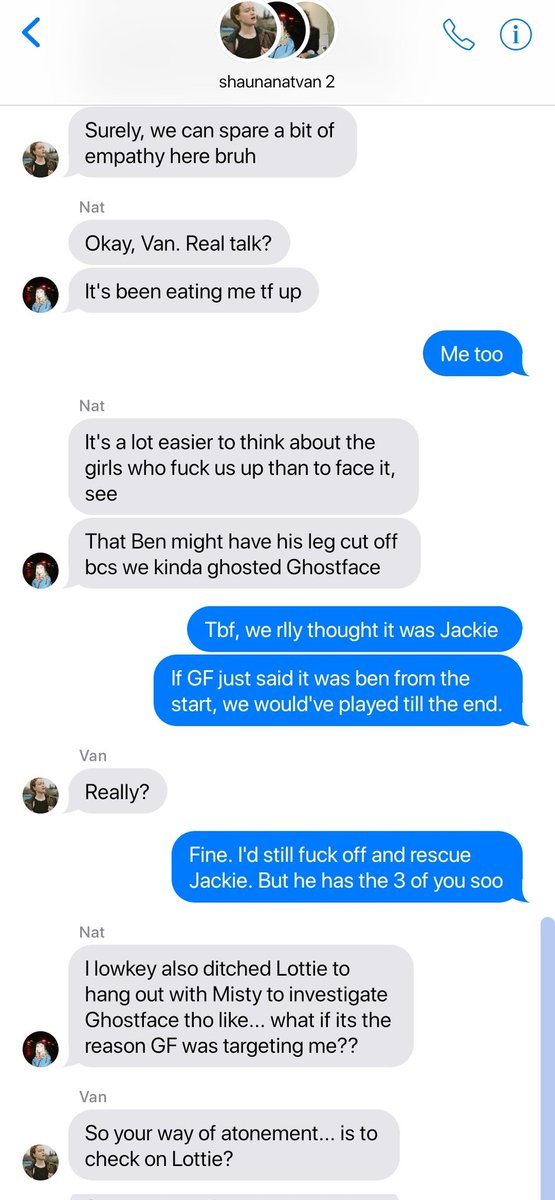 shaunanatvan 2
Surely, we can spare a bit of
empathy here bruh
Nat
Okay, Van. Real talk?
It's been eating me tf up
Me too
Nat
It's a lot easier to think about the
girls who fuck us up than to face it,
see
That Ben might have his leg cut off
bcs we kinda ghosted Ghostface
Tbf, we rlly thought it was Jackie
If GF just said it was ben from the
start, we would've played till the end.
Van
Really?
Fine. I'd still fuck off and rescue
Jackie. But he has the 3 of you soo
Nat
I lowkey also ditched Lottie to
hang out with Misty to investigate
Ghostface tho like... what if its the
reason GF was targeting me??
Van
So your way of atonement... is to
check on Lottie?